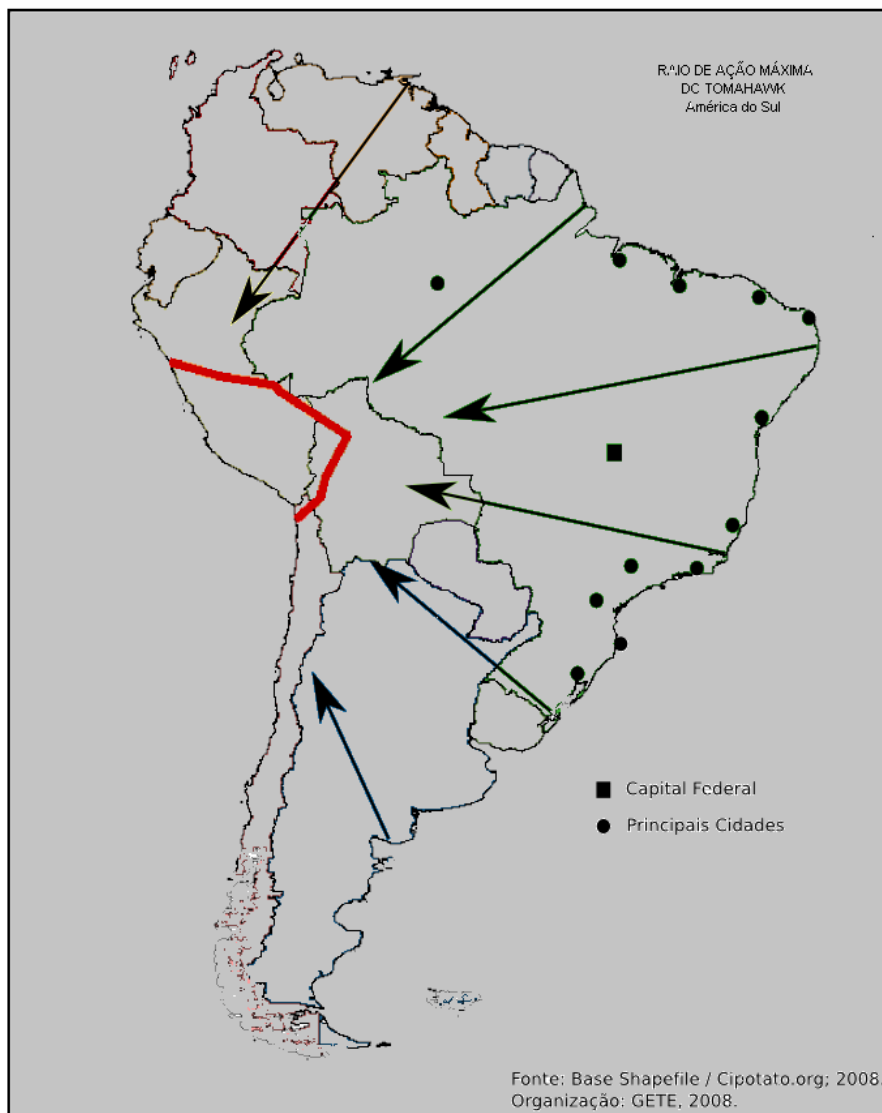 RAIO DE AÇÃO MÁXIMA
DC TOMAHAWK
América do Sul
Capital Federal
Principais Cidades
Fonte: Base Shapefile / Cipotato.org; 2008.
Organização: GETE, 2008.